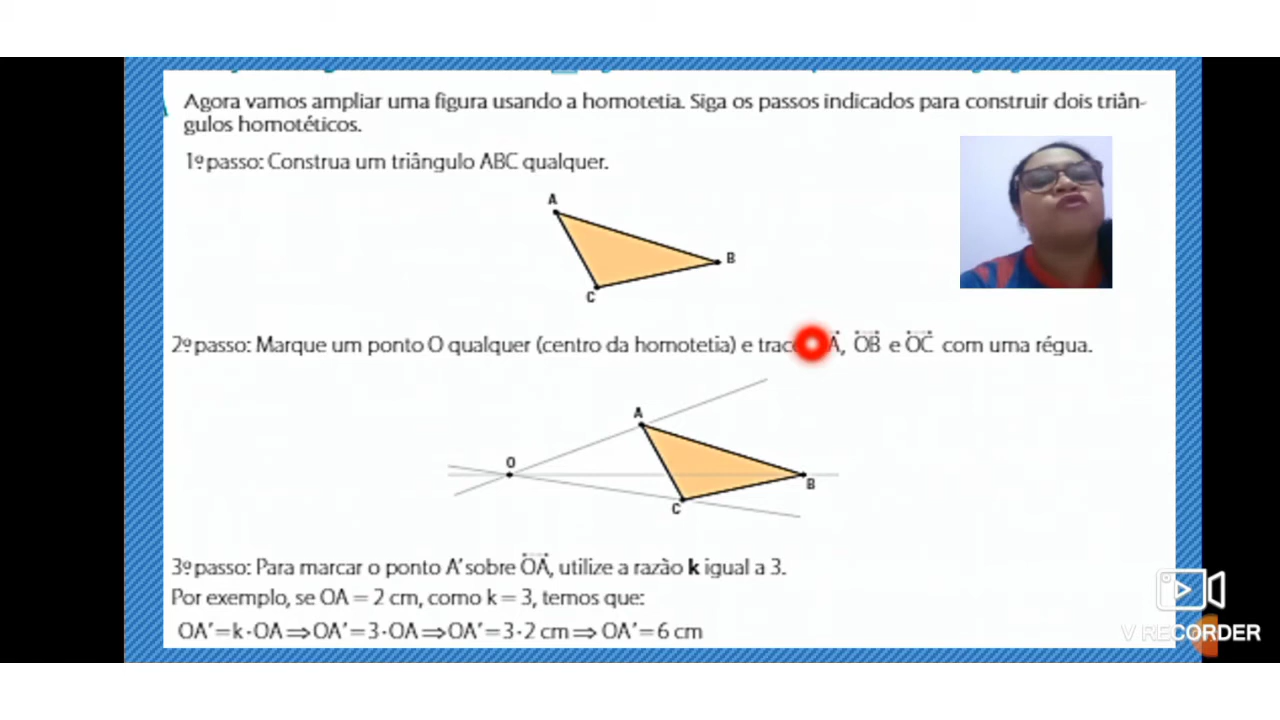 Agora vamos ampliar uma figura usando a homotetia. Siga os passos indicados para construir dois triân-
gulos homotéticos.
1º passo: Construa um triângulo ABC qualquer.
A
B
C
2º passo: Marque um ponto O qualquer (centro da homotetia) e trac A, OB e OC com uma régua.
A
O
B
C
3º passo: Para marcar o ponto A' sobre OA, utilize a razão k igual a 3.
Por exemplo, se OA = 2 cm, como k = 3, temos que:
OA' = k · OA ⟹ OA' = 3 · OA ⟹ OA' = 3 · 2 cm ⟹ OA' = 6 cm
V RECORDER